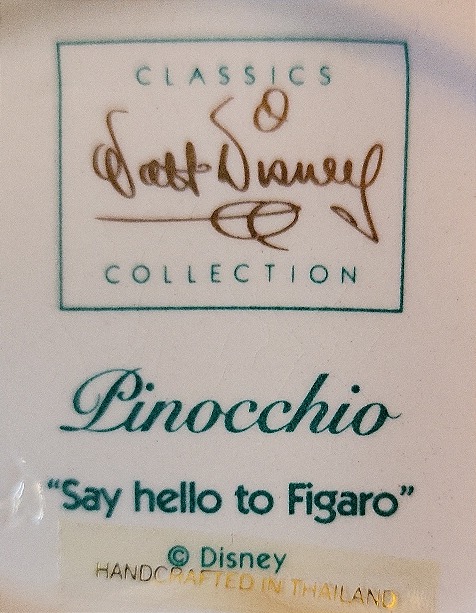 CLASSICS
Walt Disney
COLLECTION
Pinocchio
“Say hello to Figaro”
© Disney
HANDCRAFTED IN THAILAND